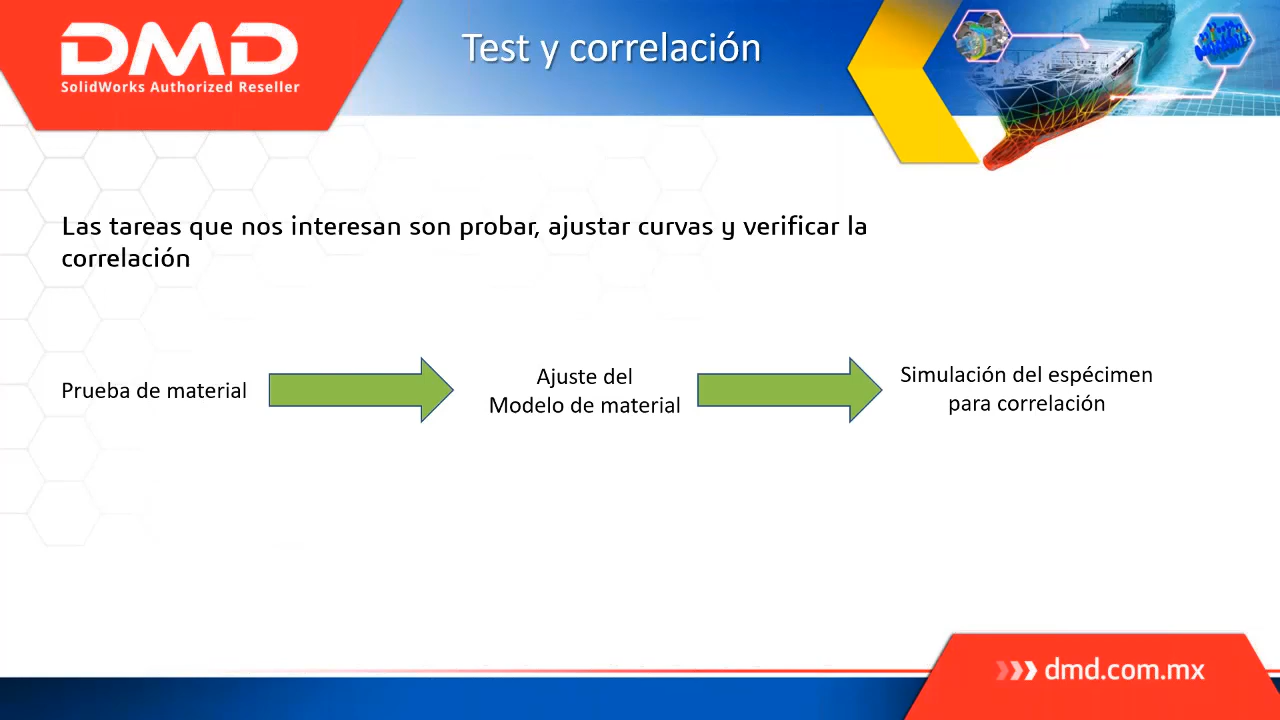 DMD
SolidWorks Authorized Reseller
Test y correlación
Las tareas que nos interesan son probar, ajustar curvas y verificar la
correlación
Prueba de material
Ajuste del
Modelo de material
Simulación del espécimen
para correlación
dmd.com.mx